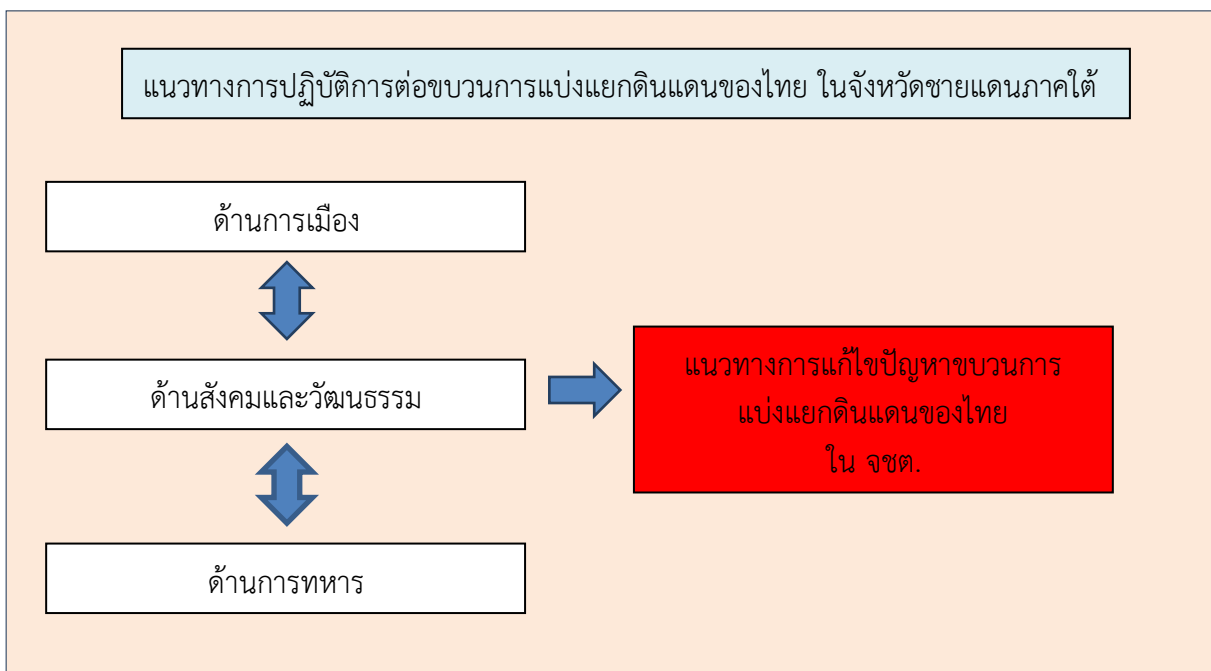 แนวทางการปฏิบัติการต่อขบวนการแบ่งแยกดินแดนของไทย ในจังหวัดชายแดนภาคใต้
ด้านการเมือง
ด้านสังคมและวัฒนธรรม
แนวทางการแก้ไขปัญหาขบวนการ
แบ่งแยกดินแดนของไทย
ใน จชต.
ด้านการทหาร